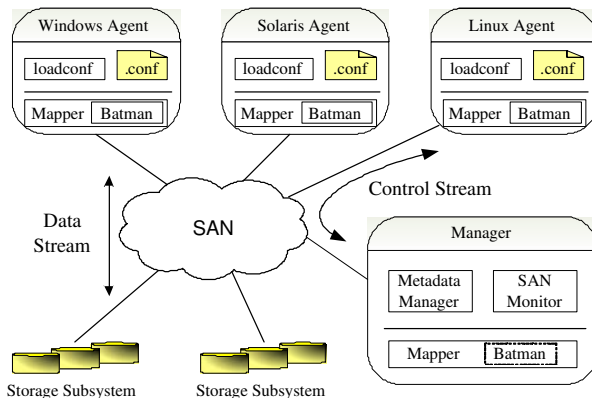 Windows Agent
Solaris Agent
Linux Agent
loadconf
.conf
loadconf
.conf
loadconf
.conf
Mapper
Batman
Mapper
Batman
Mapper
Batman
Data
Stream
SAN
Control Stream
Manager
Metadata
Manager
SAN
Monitor
Mapper
Batman
Storage Subsystem
Storage Subsystem